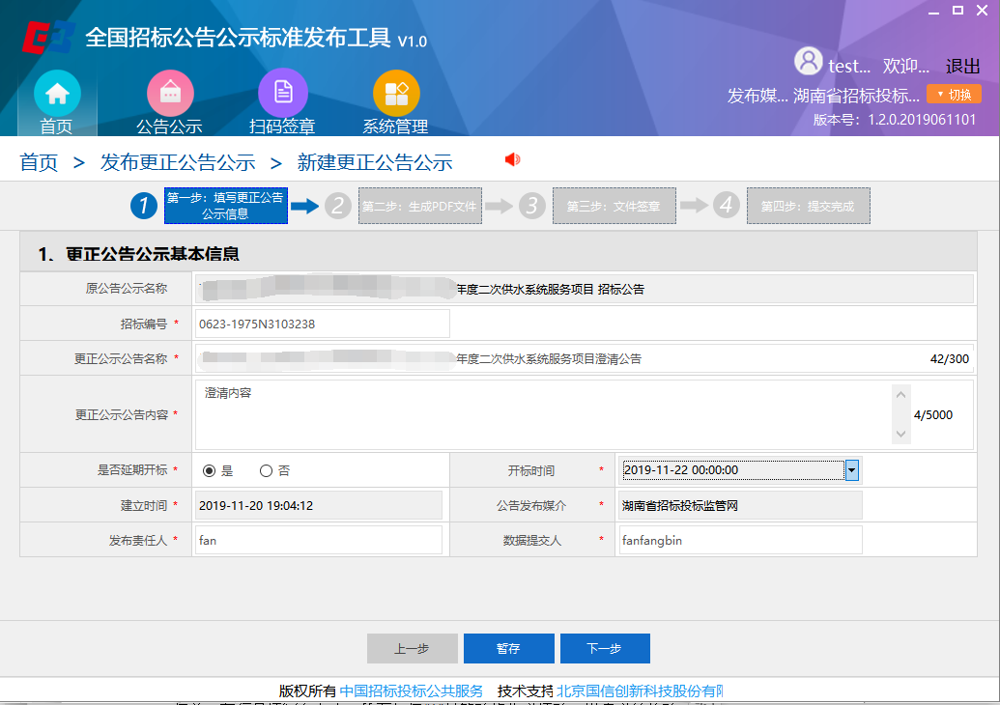 全国招标公告公示标准发布工具 V1.0
test... 欢迎... 退出
发布媒... 湖南省招标投标... 切换
版本号：1.2.0.2019061101
首页 公告公示 扫码签章 系统管理
首页 > 发布更正公告公示 > 新建更正公告公示
1 第一步：填写更正公告公示信息 2 第二步：生成PDF文件 3 第三步：文件签章 4 第四步：提交完成
1．更正公告公示基本信息
原公告公示名称 年度二次供水系统服务项目 招标公告
招标编号 * 0623-1975N3103238
更正公示公告名称 * 年度二次供水系统服务项目澄清公告 42/300
更正公示公告内容 * 澄清内容 4/5000
是否延期开标 * 是 否 开标时间 * 2019-11-22 00:00:00
建立时间 * 2019-11-20 19:04:12 公告发布媒介 * 湖南省招标投标监管网
发布责任人 * fan 数据提交人 * fanfangbin
上一步 暂存 下一步
版权所有 中国招标投标公共服务 技术支持 北京国信创新科技股份有限